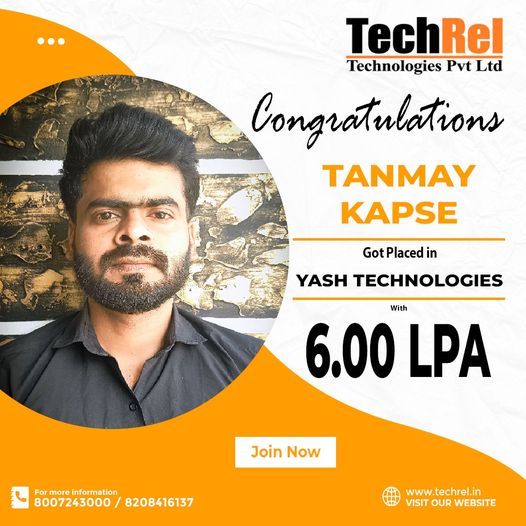 TechRel
Technologies Pvt Ltd
Congratulations
TANMAY
KAPSE
Got Placed in
YASH TECHNOLOGIES
With
6.00 LPA
Join Now
For more information
8007243000 / 8208416137
www.techrel.in
VISIT OUR WEBSITE